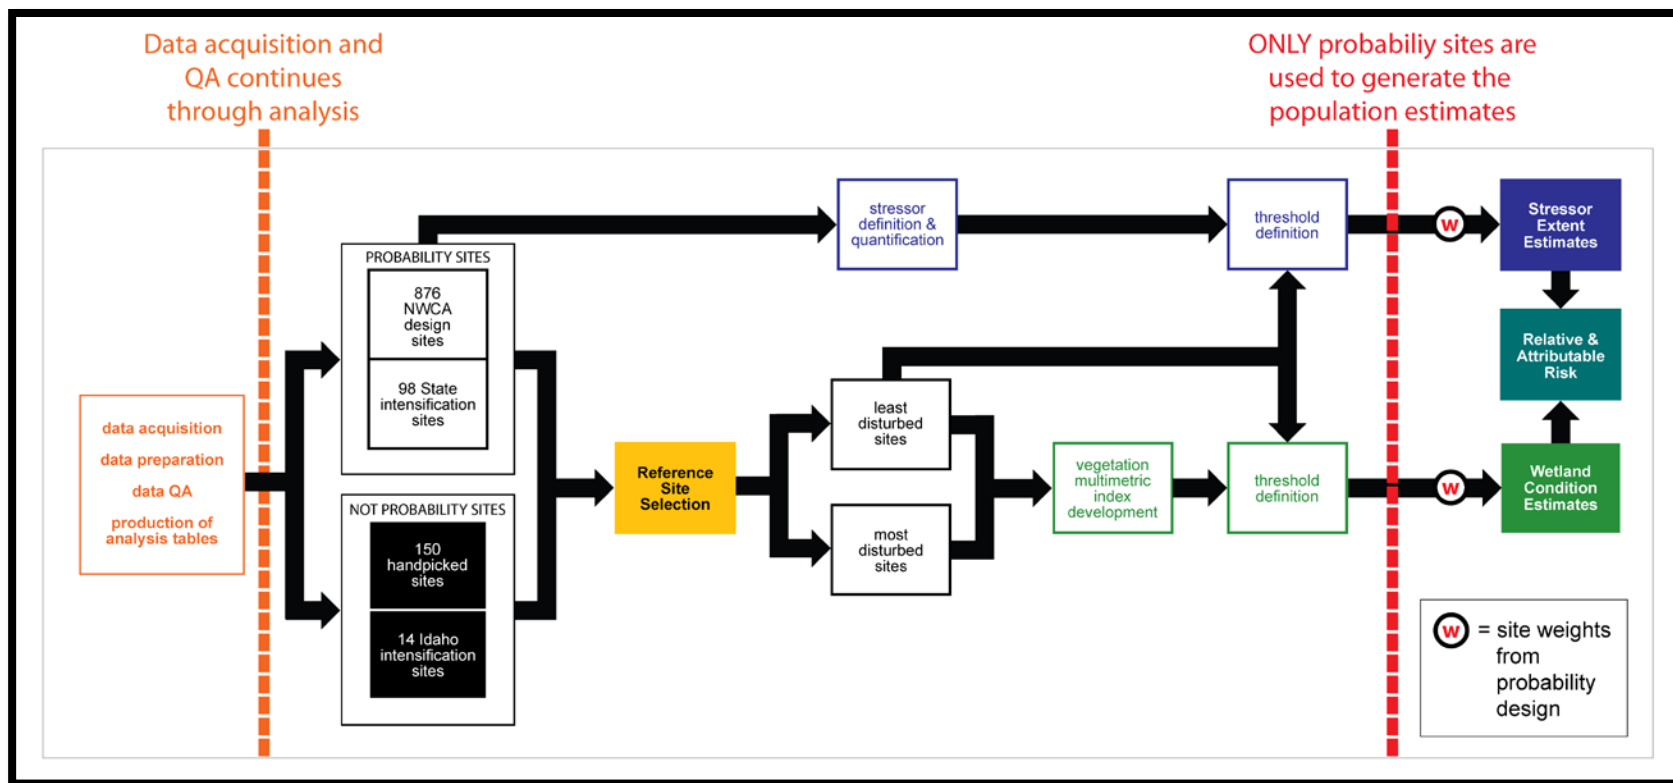 Data acquisition and
QA continues
through analysis
ONLY probabiliy sites are
used to generate the
population estimates
data acquisition
data preparation
data QA
production of
analysis tables
PROBABILITY SITES
876
NWCA
design
sites
98 State
intensification
sites
NOT PROBABILITY SITES
150
handpicked
sites
14 Idaho
intensification
sites
Reference
Site
Selection
stressor
definition &
quantification
least
disturbed
sites
most
disturbed
sites
vegetation
multimetric
index
development
threshold
definition
threshold
definition
w
w
Stressor
Extent
Estimates
Relative &
Attributable
Risk
Wetland
Condition
Estimates
w = site weights
from
probability
design